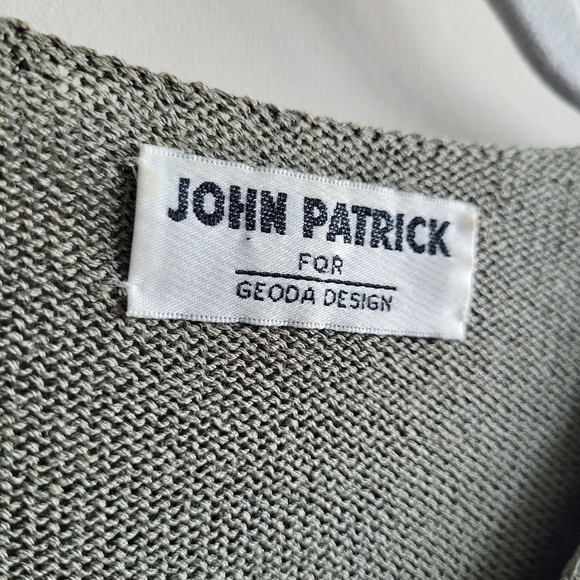 JOHN PATRICK
FOR
GEODA DESIGN